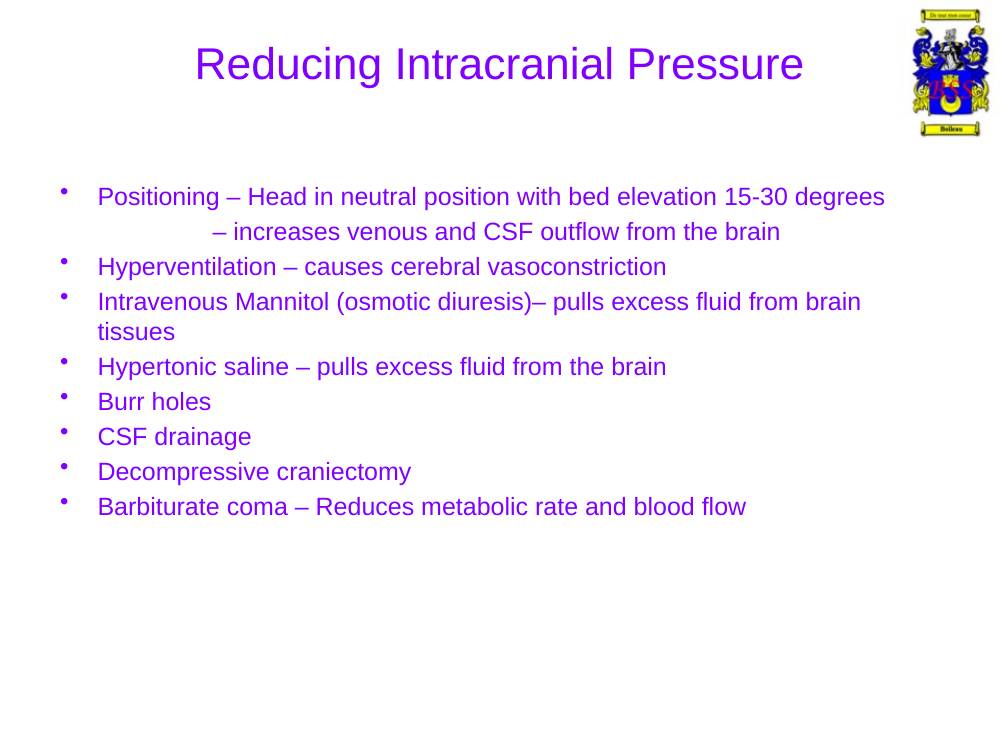 Reducing Intracranial Pressure
Boileau
• Positioning – Head in neutral position with bed elevation 15-30 degrees
– increases venous and CSF outflow from the brain
• Hyperventilation – causes cerebral vasoconstriction
• Intravenous Mannitol (osmotic diuresis)– pulls excess fluid from brain
tissues
• Hypertonic saline – pulls excess fluid from the brain
• Burr holes
• CSF drainage
• Decompressive craniectomy
• Barbiturate coma – Reduces metabolic rate and blood flow